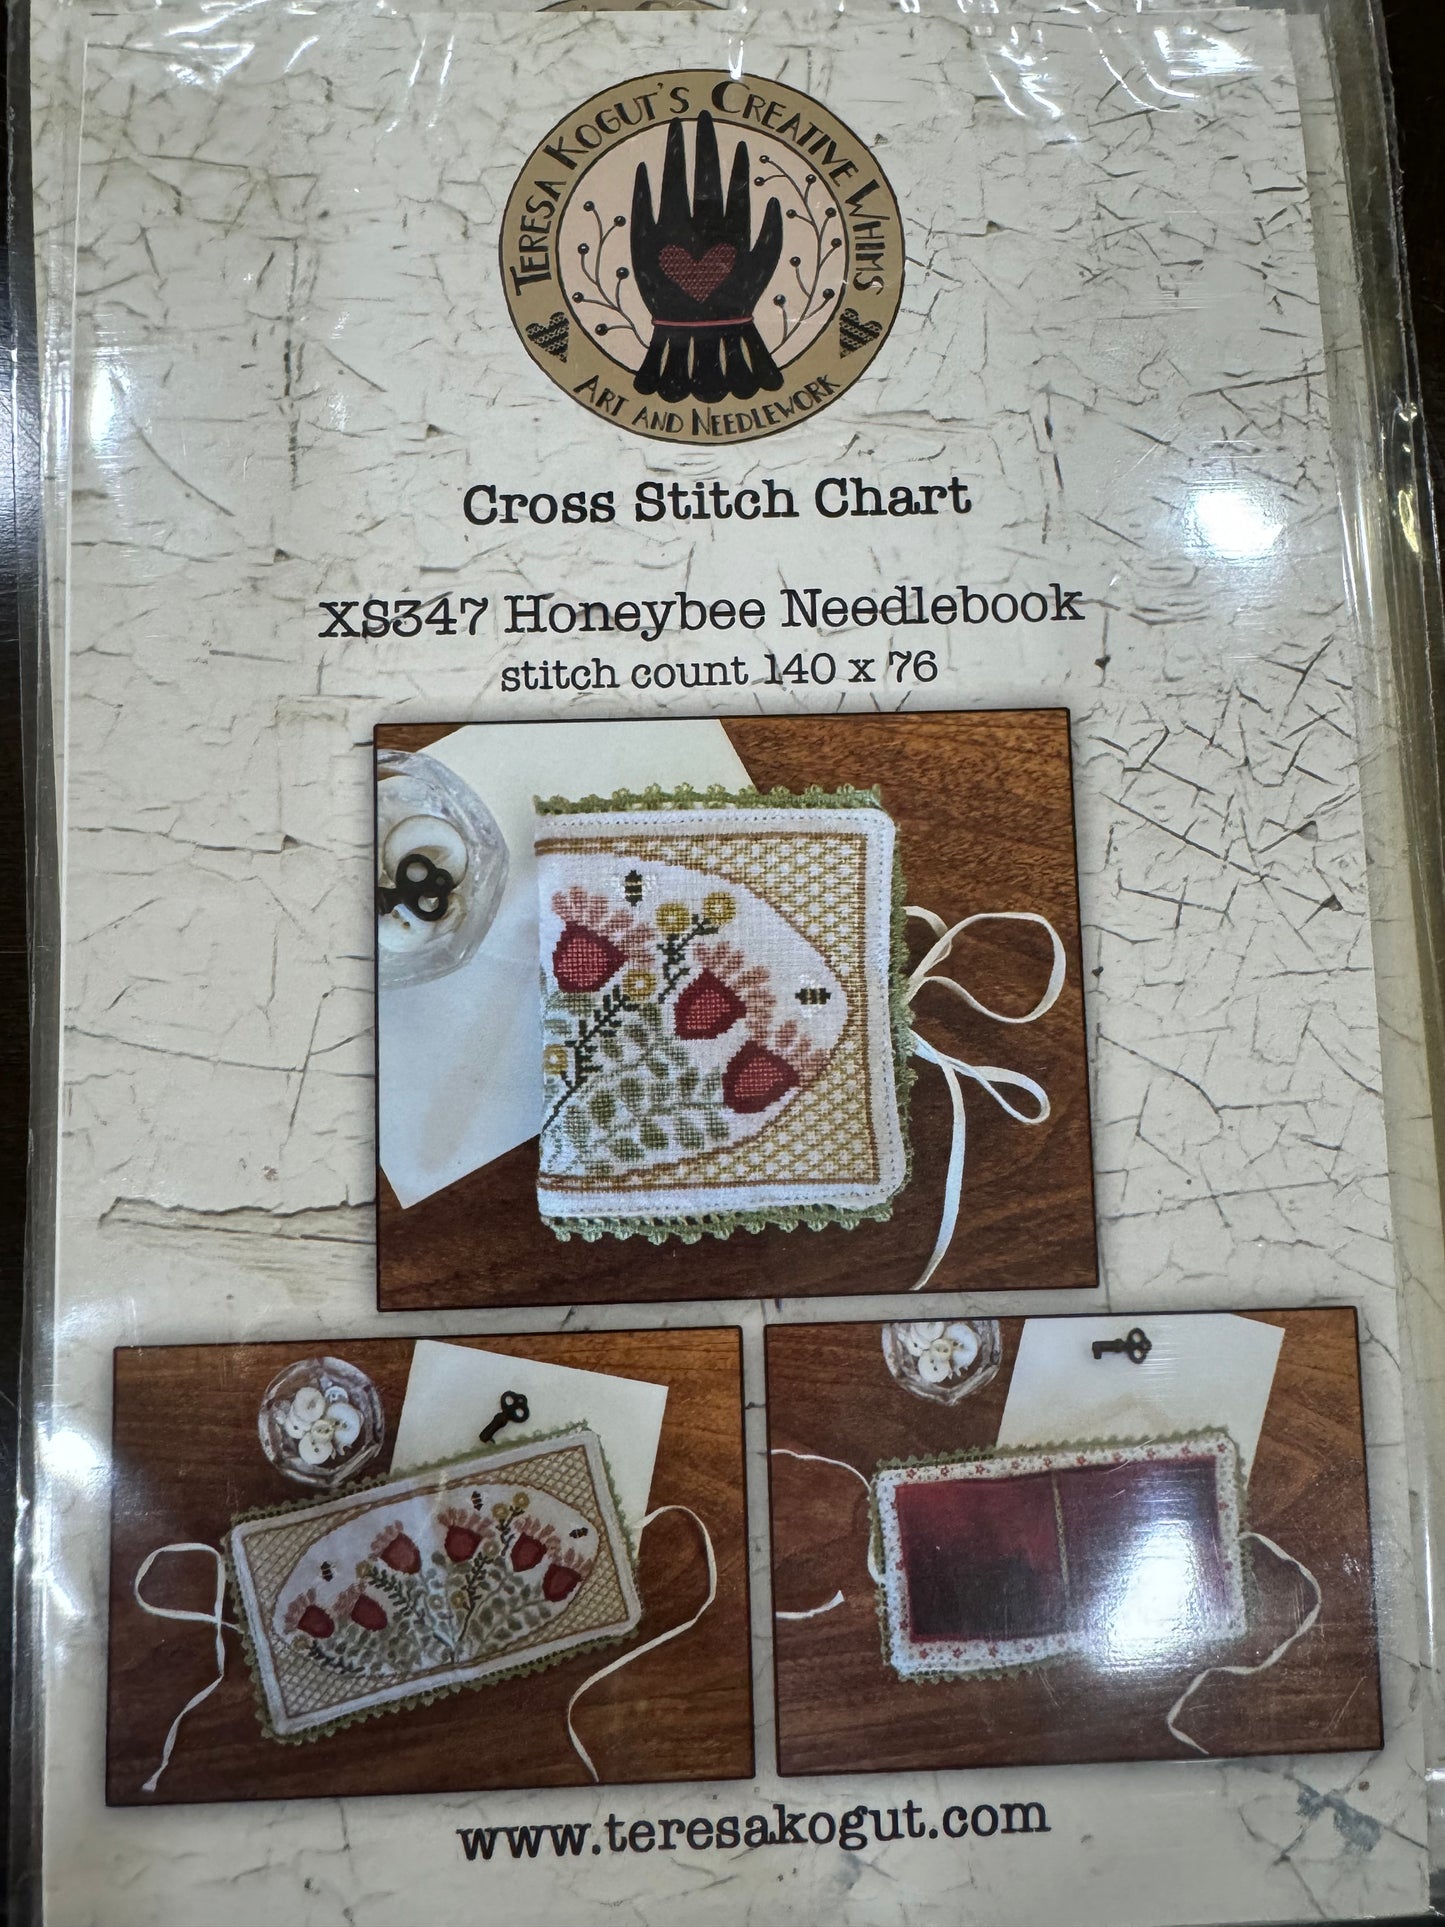 TERESA KOGUT'S CREATIVE WHIMS
ART AND NEEDLEWORK
Cross Stitch Chart
XS347 Honeybee Needlebook
stitch count 140 x 76
www.teresakogut.com